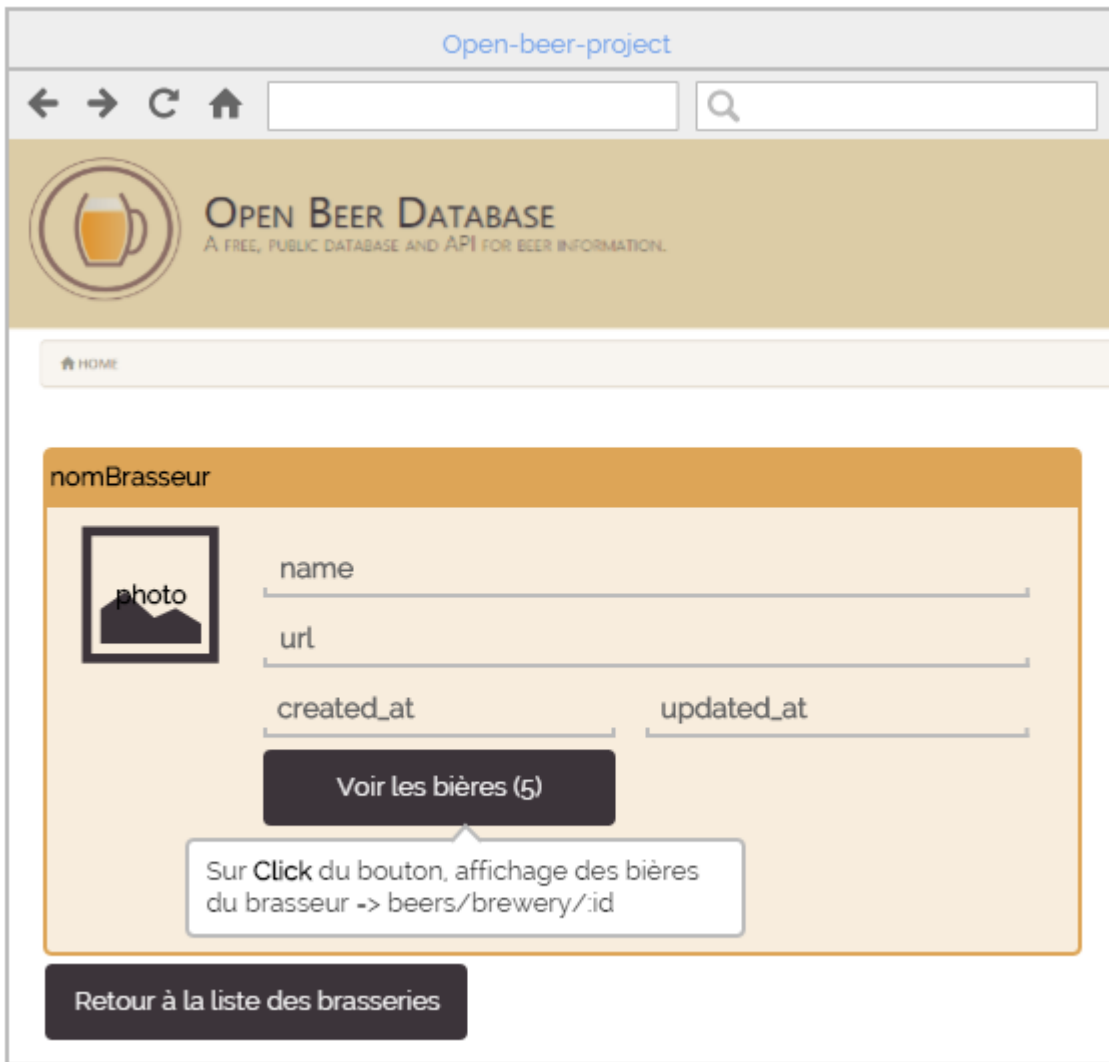 Open-beer-project
OPEN BEER DATABASE
A FREE, PUBLIC DATABASE AND API FOR BEER INFORMATION.
HOME
nomBrasseur
photo
name
url
created_at
updated_at
Voir les bières (5)
Sur Click du bouton, affichage des bières
du brasseur => beers/brewery/:id
Retour à la liste des brasseries